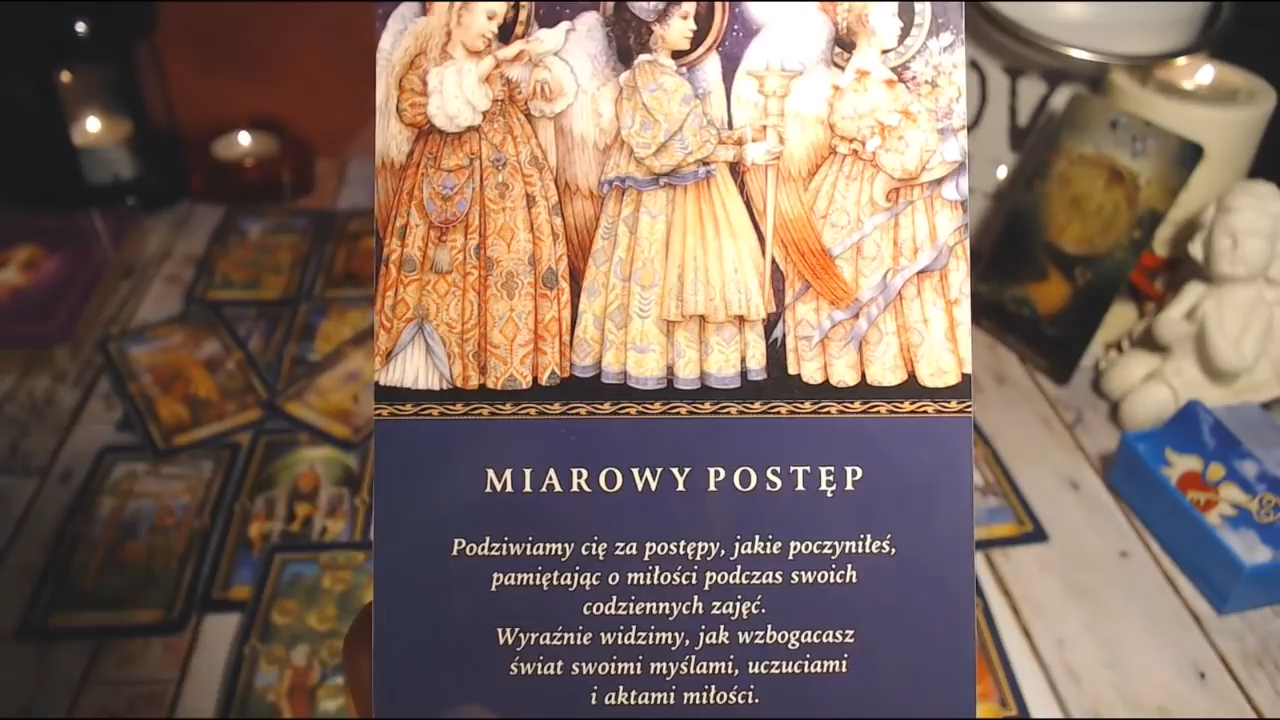 MIAROWY POSTĘP
Podziwiamy cię za postępy, jakie poczyniłeś,
pamiętając o miłości podczas swoich
codziennych zajęć.
Wyraźnie widzimy, jak wzbogacasz
świat swoimi myślami, uczuciami
i aktami miłości.